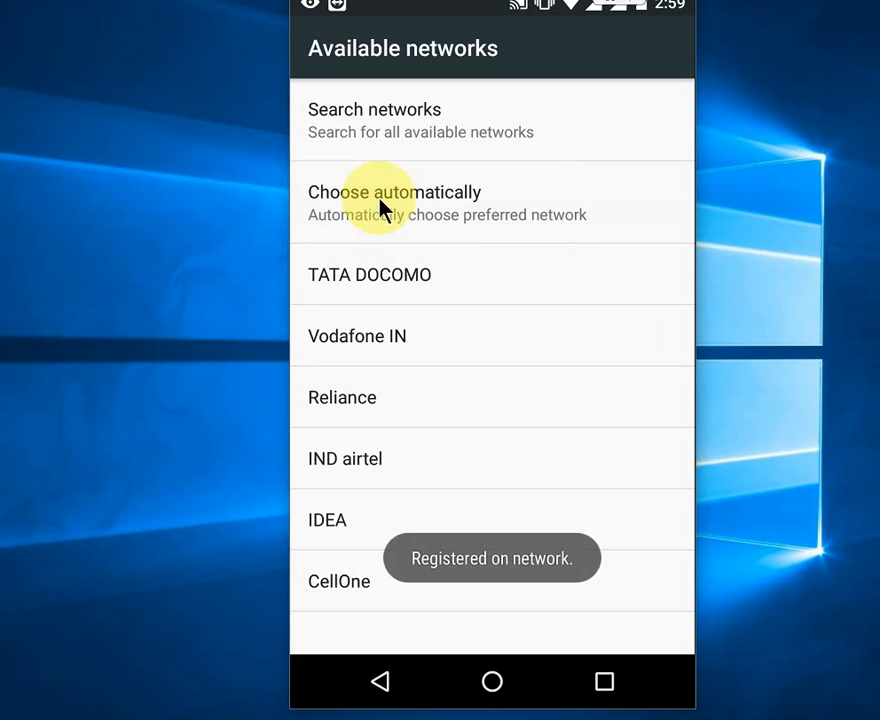 2:59
Available networks
Search networks
Search for all available networks
Choose automatically
Automatically choose preferred network
TATA DOCOMO
Vodafone IN
Reliance
IND airtel
IDEA
Registered on network.
CellOne